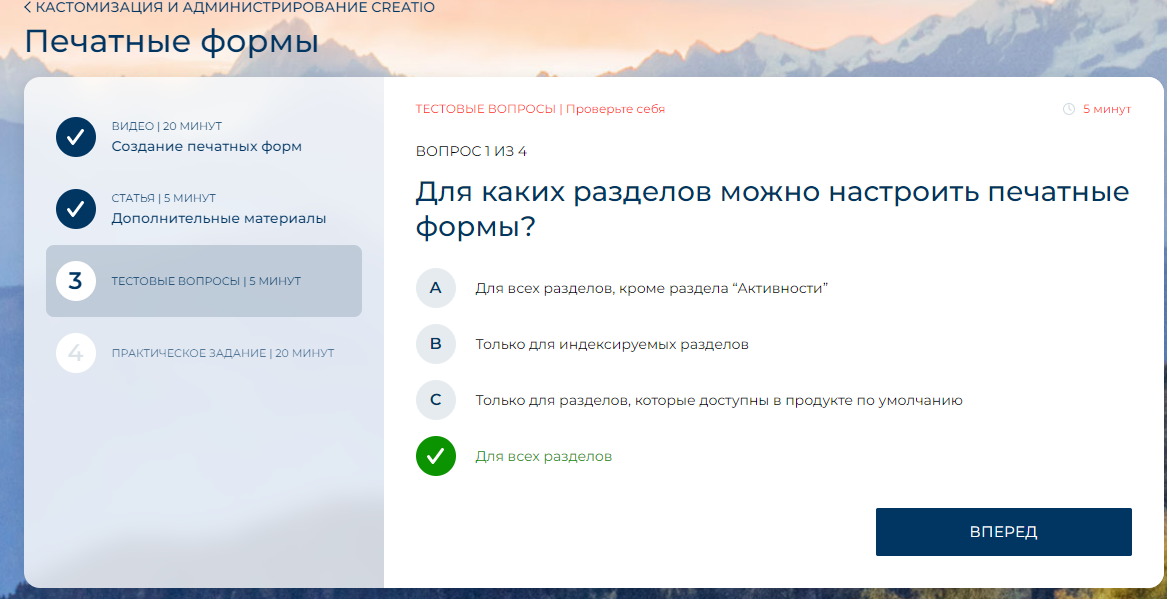 < КАСТОМИЗАЦИЯ И АДМИНИСТРИРОВАНИЕ CREATIO
Печатные формы
ВИДЕО | 20 МИНУТ
Создание печатных форм
СТАТЬЯ | 5 МИНУТ
Дополнительные материалы
3
ТЕСТОВЫЕ ВОПРОСЫ | 5 МИНУТ
4
ПРАКТИЧЕСКОЕ ЗАДАНИЕ | 20 МИНУТ
ТЕСТОВЫЕ ВОПРОСЫ | Проверьте себя
5 минут
ВОПРОС 1 ИЗ 4
Для каких разделов можно настроить печатные
формы?
A Для всех разделов, кроме раздела “Активности”
B Только для индексируемых разделов
C Только для разделов, которые доступны в продукте по умолчанию
Для всех разделов
ВПЕРЕД